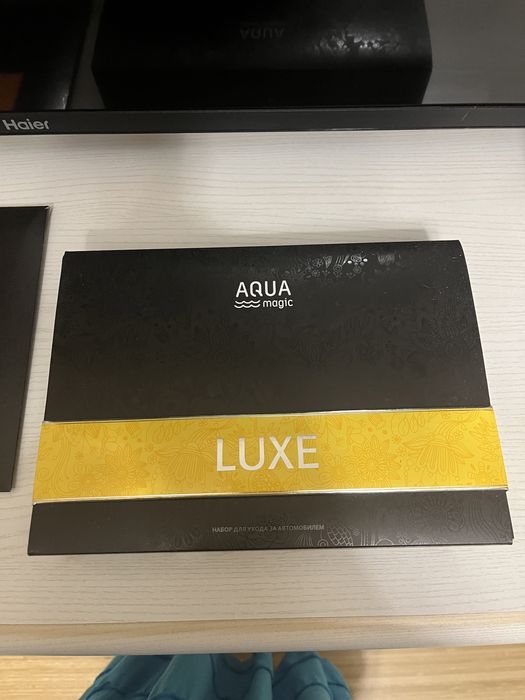 Haier
AQUA
AQUA
magic
LUXE
НАБОР ДЛЯ УХОДА ЗА АВТОМОБИЛЕМ